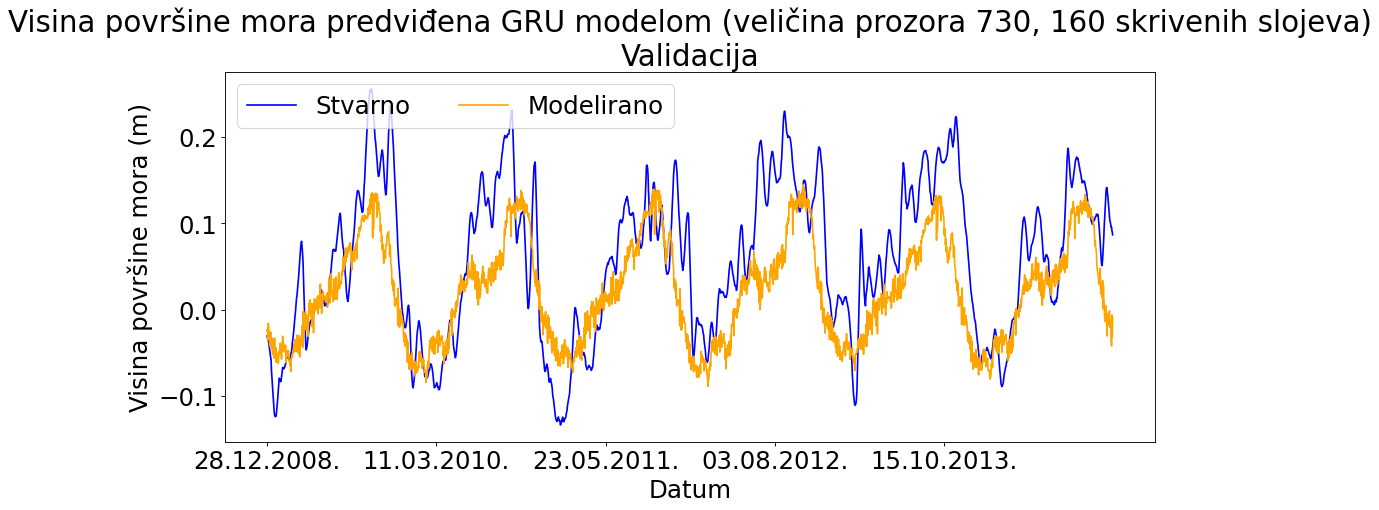 Visina površine mora predviđena GRU modelom (veličina prozora 730, 160 skrivenih slojeva)
Validacija
Stvarno
Modelirano
Visina površine mora (m)
0.2
0.1
0.0
−0.1
28.12.2008.
11.03.2010.
23.05.2011.
03.08.2012.
15.10.2013.
Datum